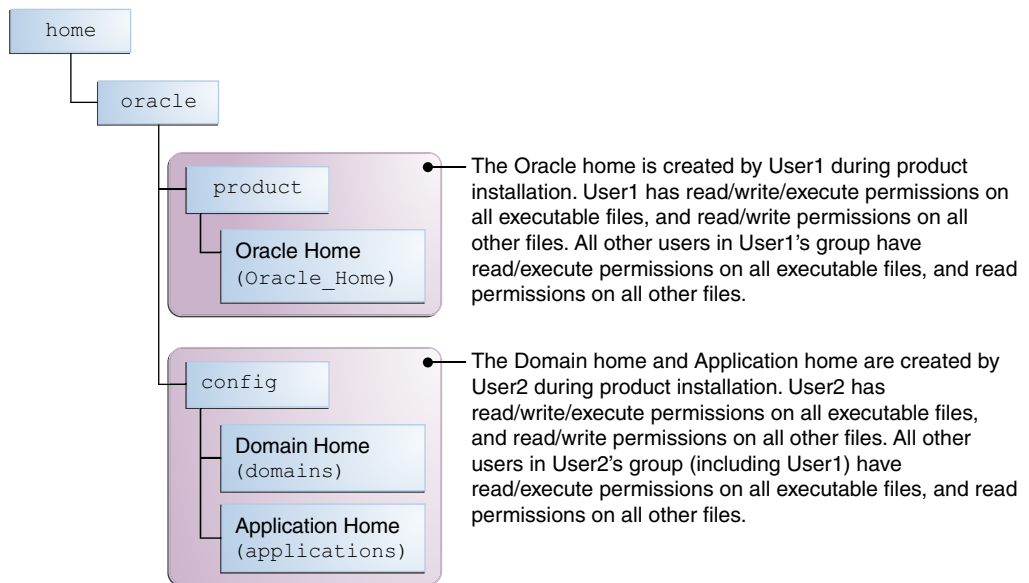 home
oracle
product
Oracle Home
(Oracle_Home)
The Oracle home is created by User1 during product
installation. User1 has read/write/execute permissions on
all executable files, and read/write permissions on all
other files. All other users in User1's group have
read/execute permissions on all executable files, and read
permissions on all other files.
config
Domain Home
(domains)
Application Home
(applications)
The Domain home and Application home are created by
User2 during product installation. User2 has
read/write/execute permissions on all executable files,
and read/write permissions on all other files. All other
users in User2's group (including User1) have
read/execute permissions on all executable files, and read
permissions on all other files.